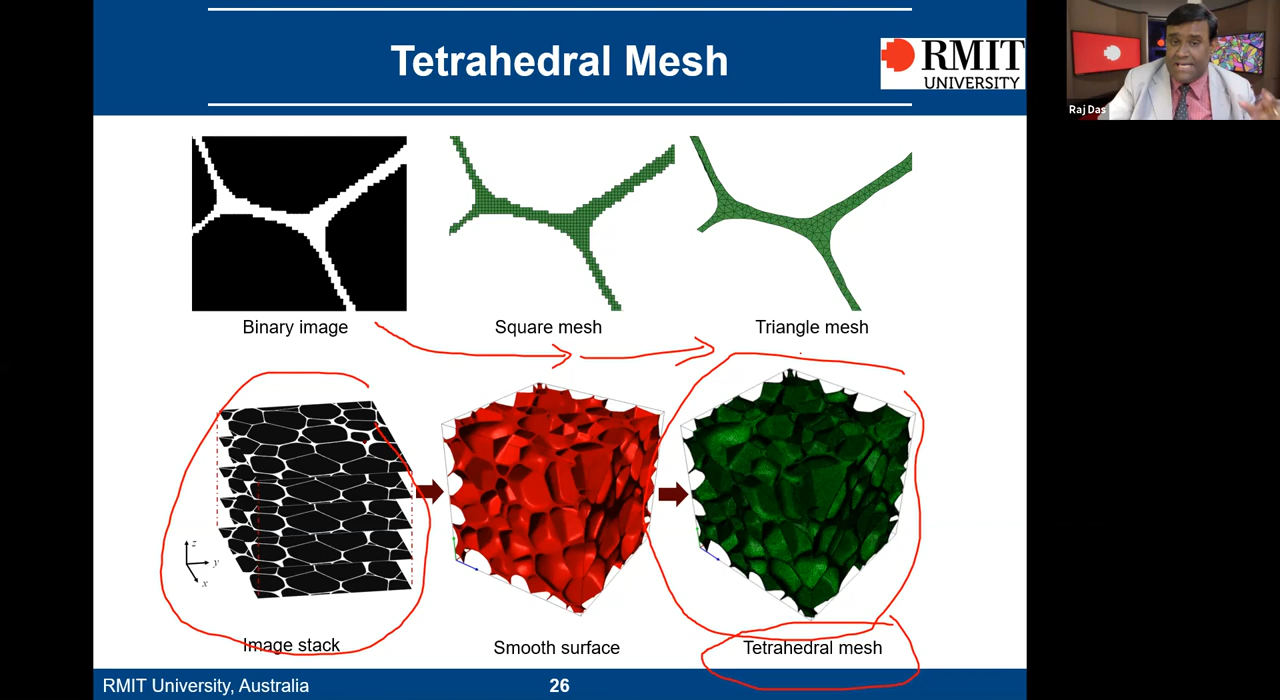 Tetrahedral Mesh
RMIT
UNIVERSITY
Raj Das
Binary image
Square mesh
Triangle mesh
z
y
x
Image stack
Smooth surface
Tetrahedral mesh
RMIT University, Australia
26